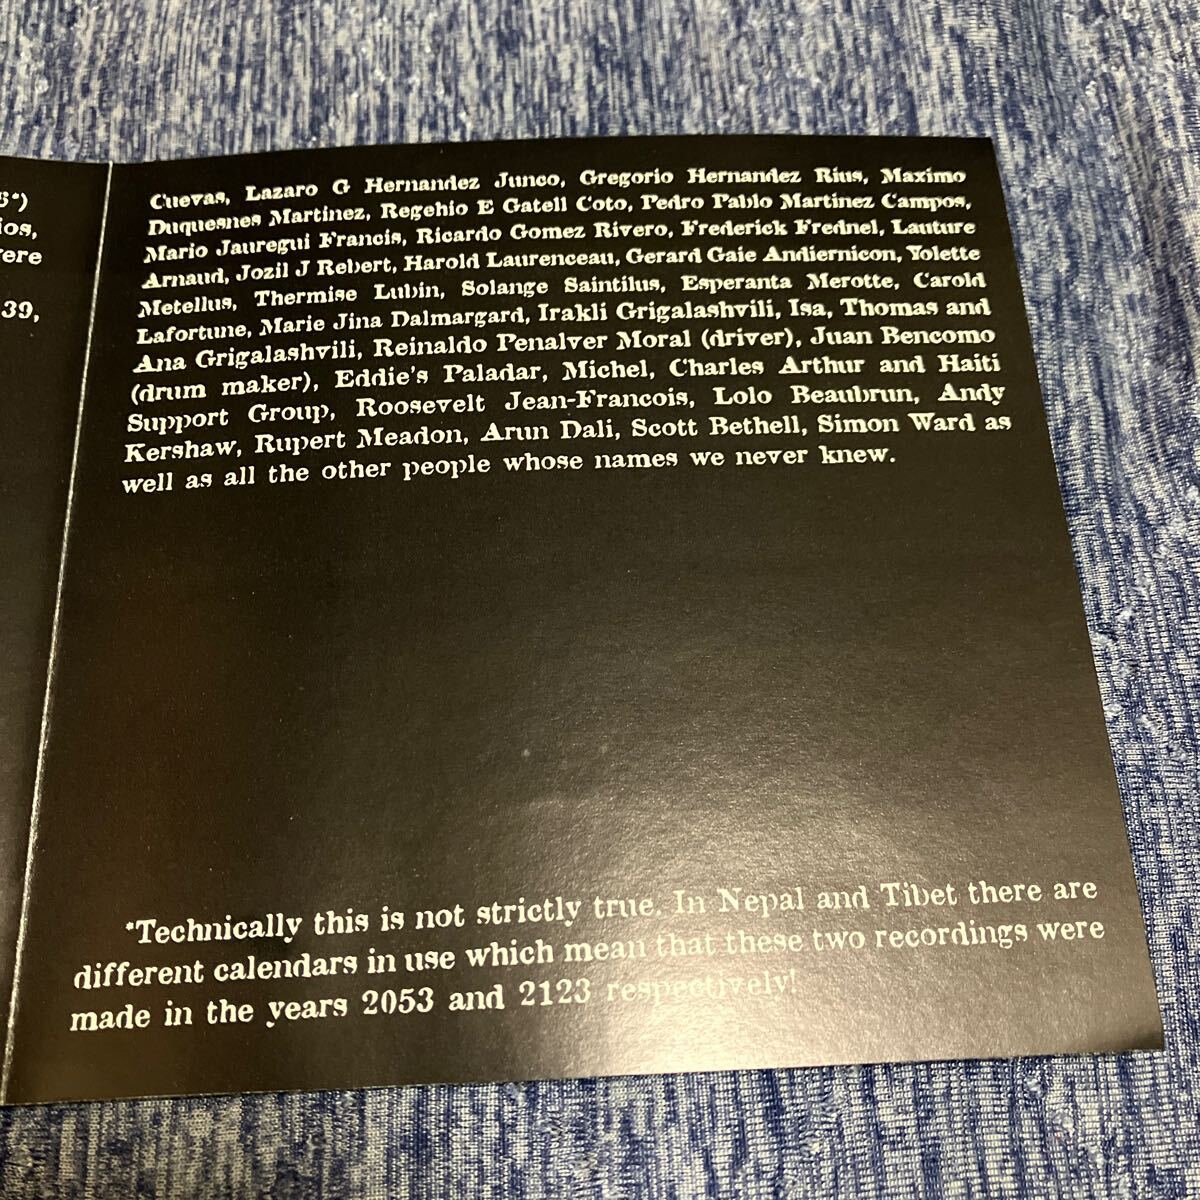 6*)
ios,
ere
39,
Cuevas, Lazaro G Hernandez Junco, Gregorio Hernandez Rius, Maximo
Duquesnes Martinez, Regehio E Gatell Coto, Pedro Pablo Martinez Campos,
Mario Jauregui Francis, Ricardo Gomez Rivero, Frederick Frednel, Lauture
Arnaud, Jozil J Rebert, Harold Laurenceau, Gerard Gaie Andiernicon, Yolette
Metellus, Thermise Lubin, Solange Saintilus, Esperanta Merotte, Carold
Lafortune, Marie Jina Dalmargard, Irakli Grigalashvili, Isa, Thomas and
Ana Grigalashvili, Reinaldo Penalver Moral (driver), Juan Bencomo
(drum maker), Eddie's Paladar, Michel, Charles Arthur and Haiti
Support Group, Roosevelt Jean-Francois, Lolo Beaubrun, Andy
Kershaw, Rupert Meadon, Arun Dali, Scott Bethell, Simon Ward as
well as all the other people whose names we never knew.
*Technically this is not strictly true. In Nepal and Tibet there are
different calendars in use which mean that these two recordings were
made in the years 2053 and 2123 respectively!